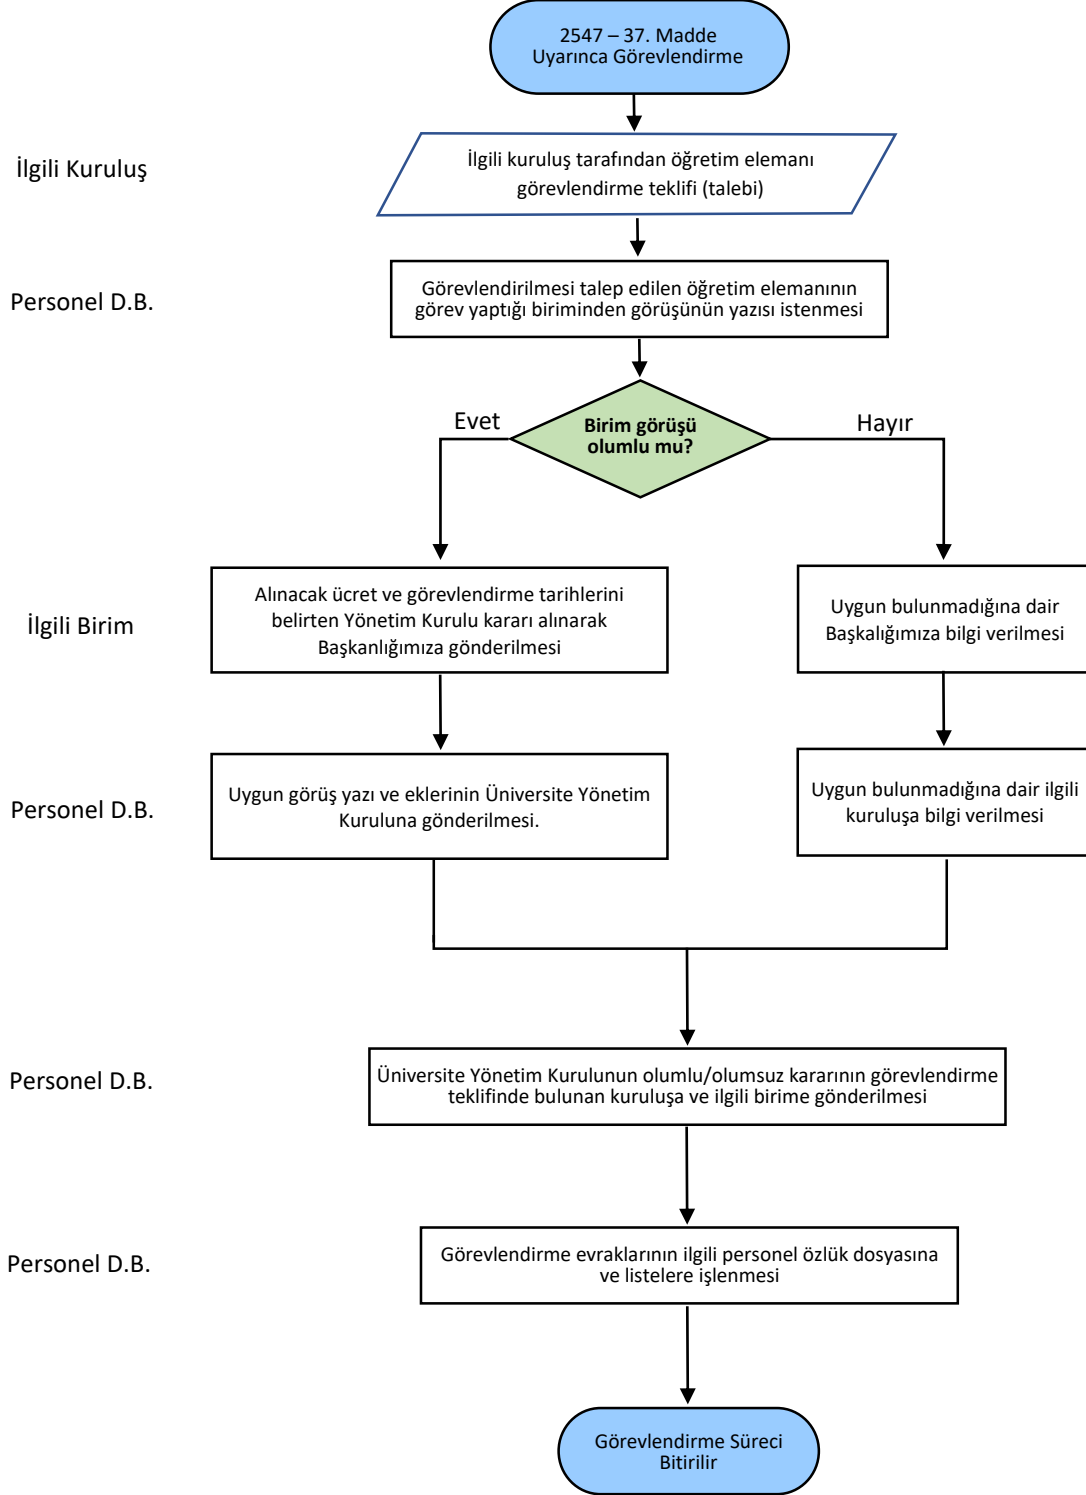 2547 – 37. Madde
Uyarınca Görevlendirme
İlgili Kuruluş
İlgili kuruluş tarafından öğretim elemanı
görevlendirme teklifi (talebi)
Personel D.B.
Görevlendirilmesi talep edilen öğretim elemanının
görev yaptığı biriminden görüşünün yazısı istenmesi
Evet
Birim görüşü
olumlu mu?
Hayır
İlgili Birim
Alınacak ücret ve görevlendirme tarihlerini
belirten Yönetim Kurulu kararı alınarak
Başkanlığımıza gönderilmesi
Uygun bulunmadığına dair
Başkalığımıza bilgi verilmesi
Personel D.B.
Uygun görüş yazı ve eklerinin Üniversite Yönetim
Kuruluna gönderilmesi.
Uygun bulunmadığına dair ilgili
kuruluşa bilgi verilmesi
Personel D.B.
Üniversite Yönetim Kurulunun olumlu/olumsuz kararının görevlendirme
teklifinde bulunan kuruluşa ve ilgili birime gönderilmesi
Personel D.B.
Görevlendirme evraklarının ilgili personel özlük dosyasına
ve listelere işlenmesi
Görevlendirme Süreci
Bitirilir